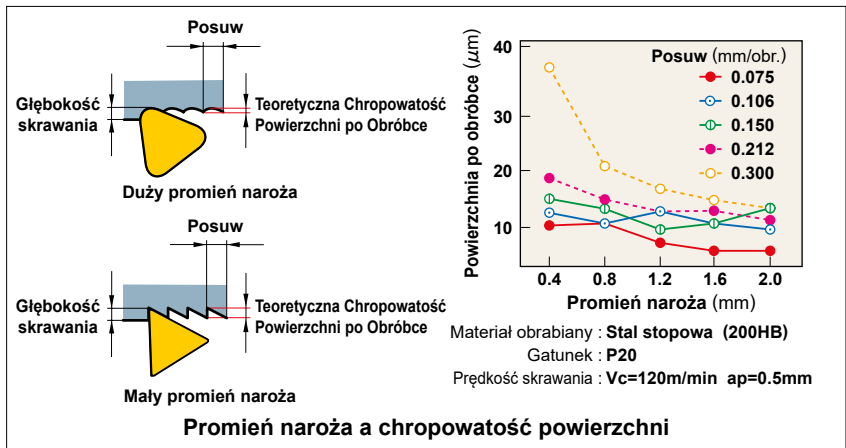 Posuw
Głębokość
skrawania
Teoretyczna Chropowatość
Powierzchni po Obróbce
Duży promień naroża
Posuw
Głębokość
skrawania
Teoretyczna Chropowatość
Powierzchni po Obróbce
Mały promień naroża
Powierzchnia po obróbce (µm)
40
30
20
10
Posuw (mm/obr.)
0.075
0.106
0.150
0.212
0.300
0.4 0.8 1.2 1.6 2.0
Promień naroża (mm)
Materiał obrabiany : Stal stopowa (200HB)
Gatunek : P20
Prędkość skrawania : Vc=120m/min ap=0.5mm
Promień naroża a chropowatość powierzchni